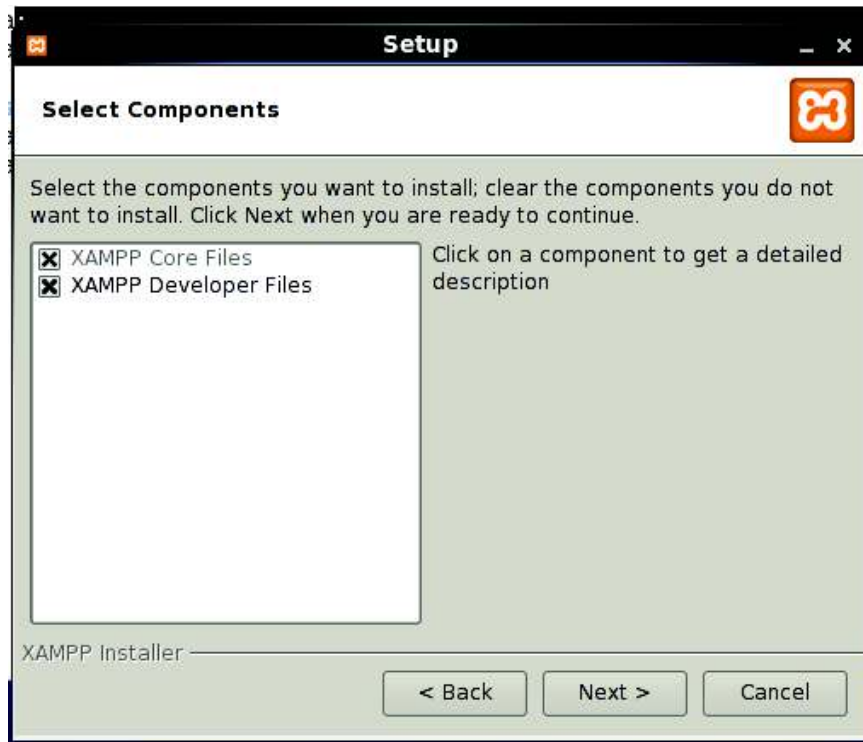 Setup
Select Components
Select the components you want to install; clear the components you do not
want to install. Click Next when you are ready to continue.
XAMPP Core Files
XAMPP Developer Files
Click on a component to get a detailed
description
XAMPP Installer
< Back
Next >
Cancel